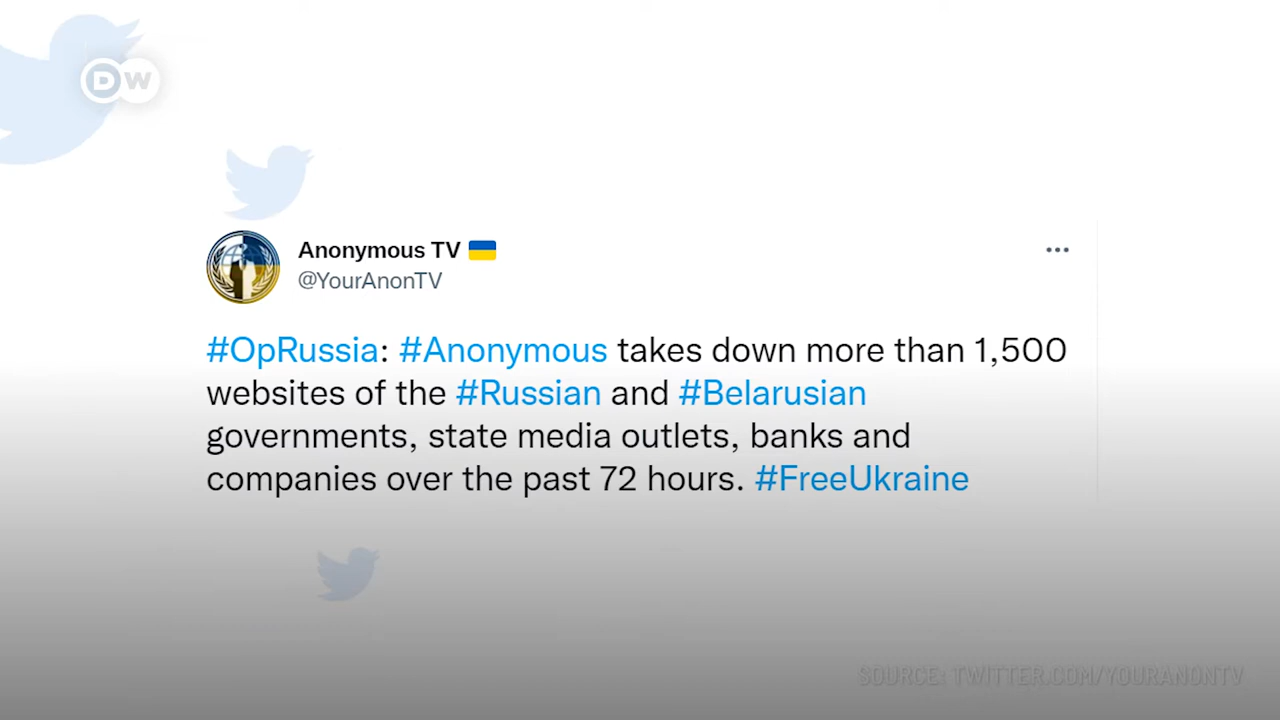 DW
Anonymous TV
@YourAnonTV
#OpRussia: #Anonymous takes down more than 1,500
websites of the #Russian and #Belarusian
governments, state media outlets, banks and
companies over the past 72 hours. #FreeUkraine
SOURCE: TWITTER.COM/YOURANONTV